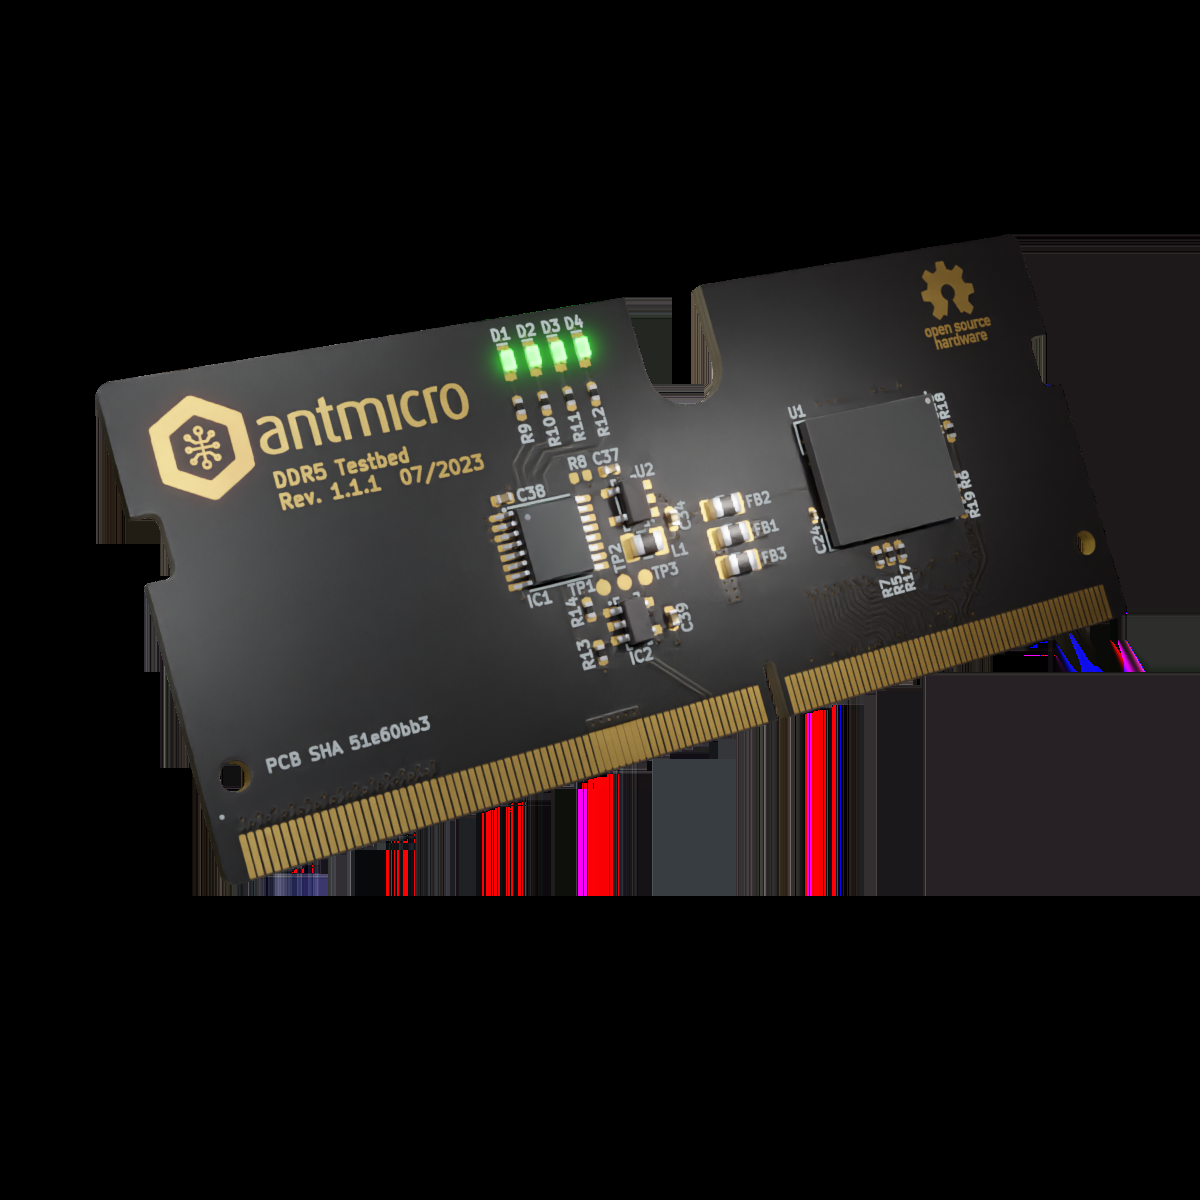 D1 D2 D3 D4
open source
hardware
antmicro
DDR5 Testbed
Rev. 1.1.1 07/2023
R9 R10 R11 R12
U1
R18
R8 C37
U2
C38
C34
FB2
FB1
FB3
L1
TP2
TP1
TP3
R19 R6
C24
R7
R5
R17
IC1
R14
C39
R13
IC2
PCB SHA 51e60bb3